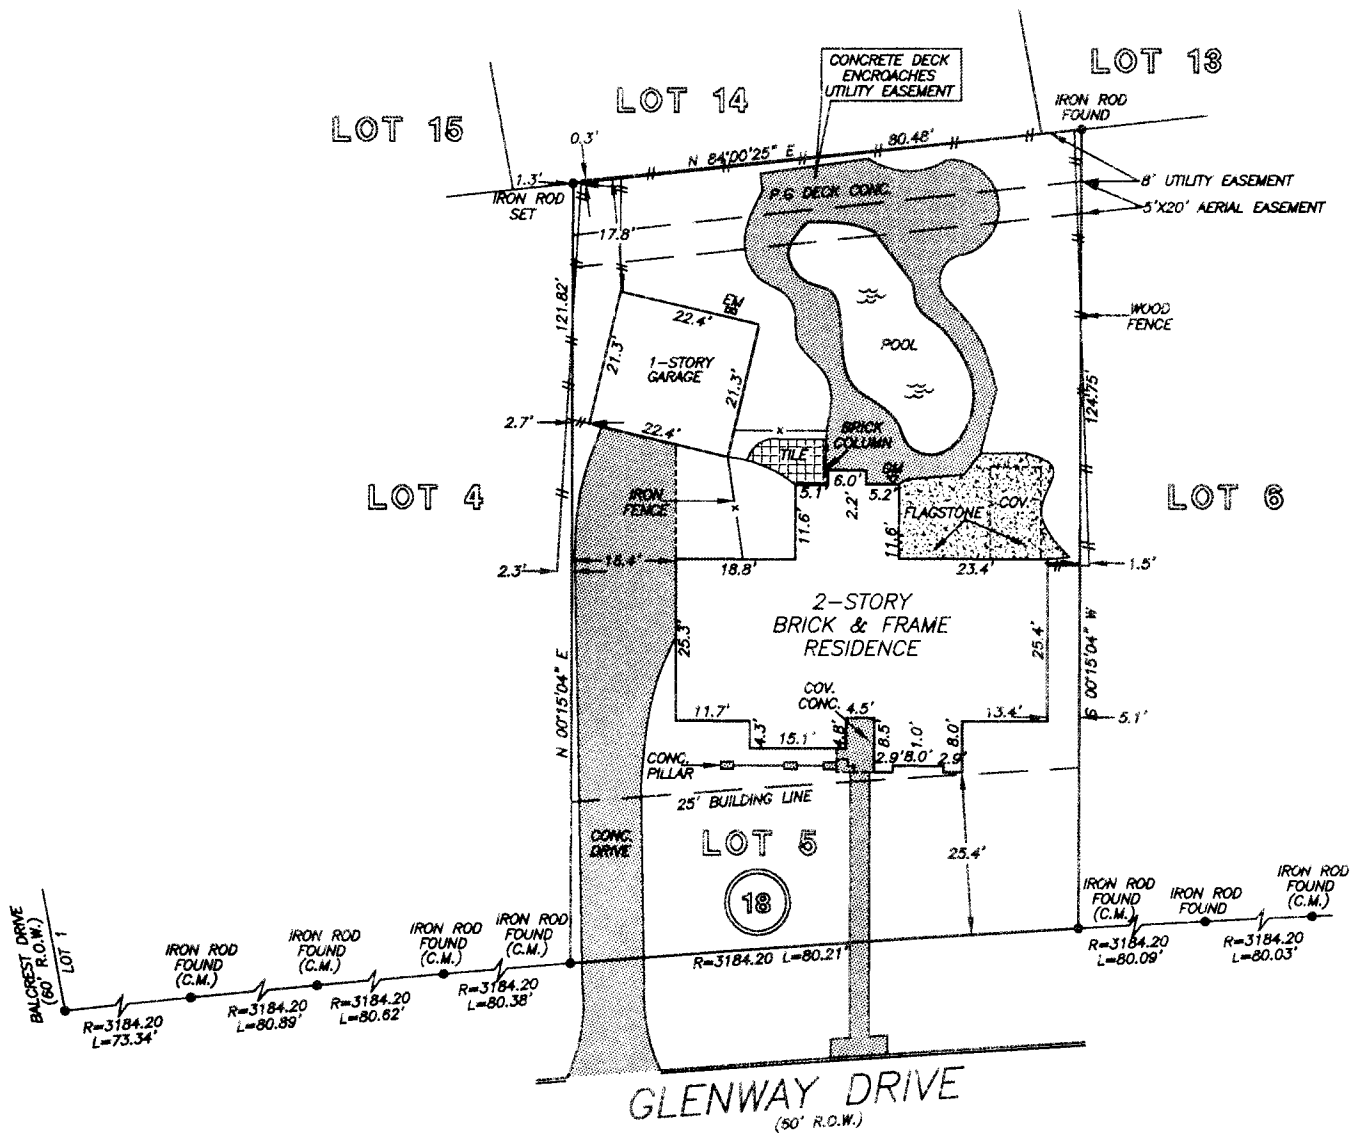 CONCRETE DECK
ENCROACHES
UTILITY EASEMENT
LOT 13
LOT 14
LOT 15
IRON ROD
FOUND
0.3'
80.48'
N 84°00'25" E
1.3'
IRON ROD
SET
P.G DECK CONC.
8' UTILITY EASEMENT
5'X20' AERIAL EASEMENT
17.8'
121.82'
EM
22.4'
WOOD
FENCE
POOL
21.3'
1-STORY
GARAGE
21.3'
124.75'
2.7'
22.4'
BRICK
COLUMN
TILE
GM
LOT 4
IRON
FENCE
5.1'
6.0'
2.2'
5.2'
FLAGSTONE
COV.
LOT 6
11.6'
11.6'
18.4'
2.3'
18.8'
23.4'
1.5'
2-STORY
BRICK & FRAME
RESIDENCE
25.3'
25.4'
N 00°15'04" E
S 00°15'04" W
COV.
CONC.
4.5'
11.7'
13.4'
5.1'
4.3'
15.1'
4.8'
8.5'
1.0'
8.0'
2.9'
8.0'
2.9'
CONC.
PILLAR
25' BUILDING LINE
CONC.
DRIVE
LOT 5
25.4'
18
BALCREST DRIVE
(60' R.O.W.)
LOT 1
IRON ROD
FOUND
(C.M.)
IRON ROD
FOUND
(C.M.)
IRON ROD
FOUND
(C.M.)
IRON ROD
FOUND
(C.M.)
IRON ROD
FOUND
(C.M.)
IRON ROD
FOUND
IRON ROD
FOUND
(C.M.)
R=3184.20
L=73.34'
R=3184.20
L=80.89'
R=3184.20
L=80.62'
R=3184.20
L=80.38'
R=3184.20 L=80.21'
R=3184.20
L=80.09'
R=3184.20
L=80.03'
GLENWAY DRIVE
(50' R.O.W.)